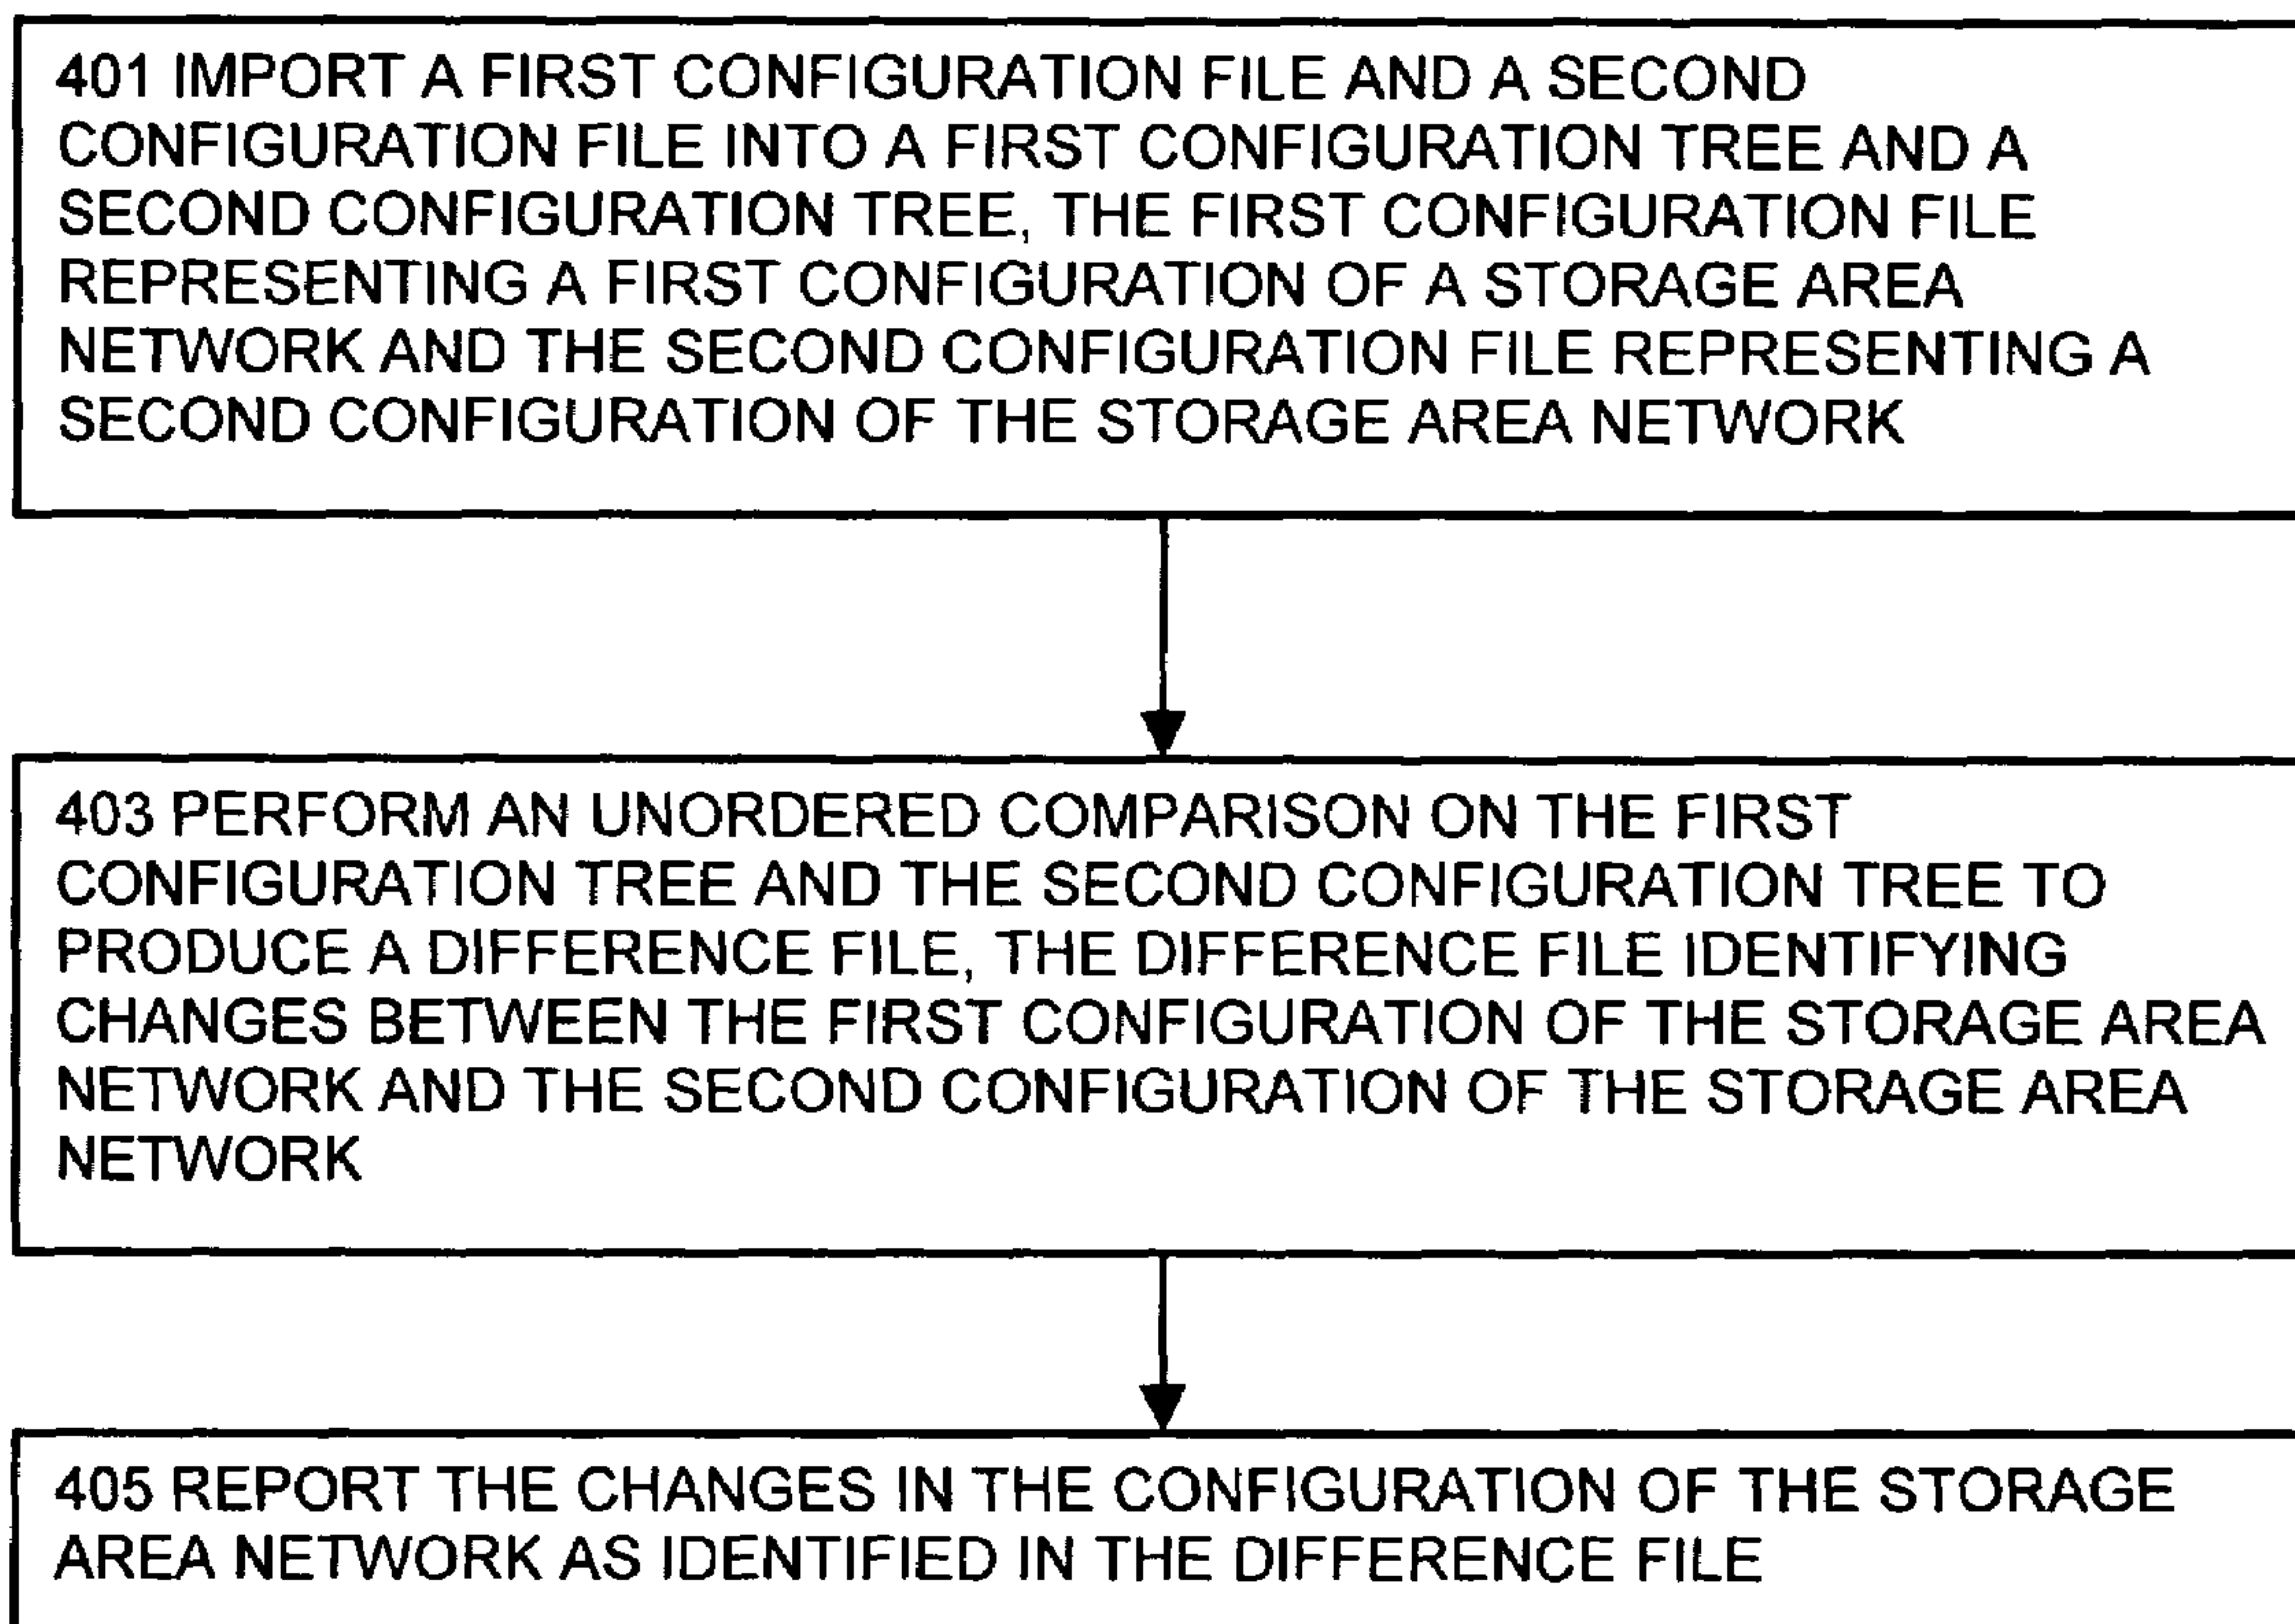 401 IMPORT A FIRST CONFIGURATION FILE AND A SECOND
CONFIGURATION FILE INTO A FIRST CONFIGURATION TREE AND A
SECOND CONFIGURATION TREE, THE FIRST CONFIGURATION FILE
REPRESENTING A FIRST CONFIGURATION OF A STORAGE AREA
NETWORK AND THE SECOND CONFIGURATION FILE REPRESENTING A
SECOND CONFIGURATION OF THE STORAGE AREA NETWORK
403 PERFORM AN UNORDERED COMPARISON ON THE FIRST
CONFIGURATION TREE AND THE SECOND CONFIGURATION TREE TO
PRODUCE A DIFFERENCE FILE, THE DIFFERENCE FILE IDENTIFYING
CHANGES BETWEEN THE FIRST CONFIGURATION OF THE STORAGE AREA
NETWORK AND THE SECOND CONFIGURATION OF THE STORAGE AREA
NETWORK
405 REPORT THE CHANGES IN THE CONFIGURATION OF THE STORAGE
AREA NETWORK AS IDENTIFIED IN THE DIFFERENCE FILE